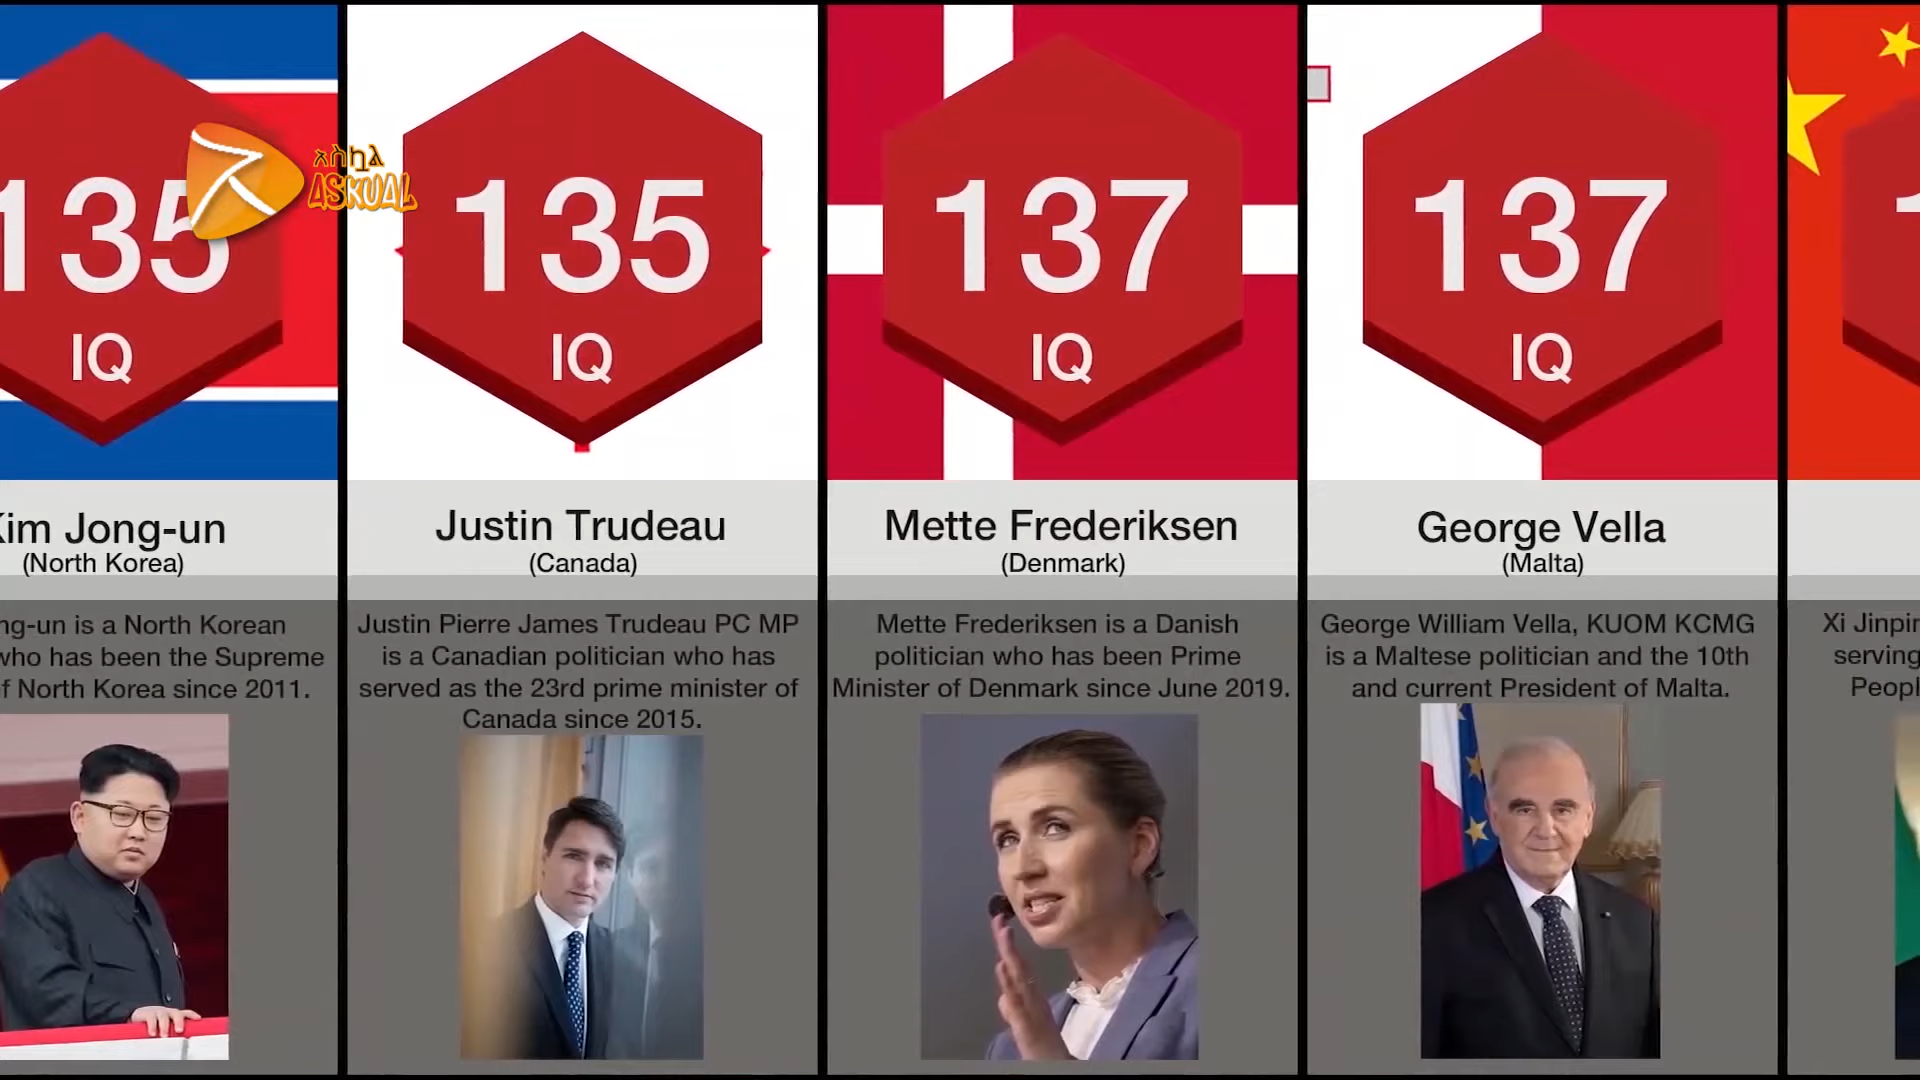 135
IQ
Kim Jong-un
(North Korea)
ng-un is a North Korean
who has been the Supreme
f North Korea since 2011.
እስኳል
ASKUAL
135
IQ
Justin Trudeau
(Canada)
Justin Pierre James Trudeau PC MP
is a Canadian politician who has
served as the 23rd prime minister of
Canada since 2015.
137
IQ
Mette Frederiksen
(Denmark)
Mette Frederiksen is a Danish
politician who has been Prime
Minister of Denmark since June 2019.
137
IQ
George Vella
(Malta)
George William Vella, KUOM KCMG
is a Maltese politician and the 10th
and current President of Malta.
1
Xi Jinpin
serving
Peopl